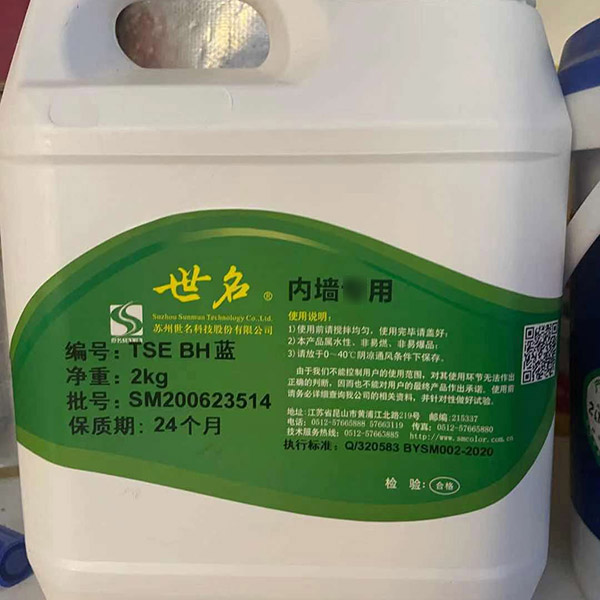 世名®
Suzhou Sunmun Technology Co.,Ltd.
苏州世名科技股份有限公司
编号: TSE BH 蓝
净重: 2kg
批号: SM200623514
保质期: 24个月
内墙 用
使用说明:
1)使用前请搅拌均匀,使用完毕请盖好;
2)本产品属水性、非易燃、非易爆品;
3)请放于0~40℃阴凉通风条件下保存。
由于我们不能控制用户的使用环境,对其使用环节无法作出
正确的判断,因而也不能对用户的最终产品作出承诺。使用前
请务必详细查询我公司的相关资料,并针对性做好试验。
地址:江苏省昆山市黄浦江北路219号 邮编:215337
电话:0512-57665888 57663119 传真:0512-57665880
技术服务热线:0512-57665885 http://www.smcolor.com.cn
执行标准: Q/320583 BYSM002-2020
检 验: 合格